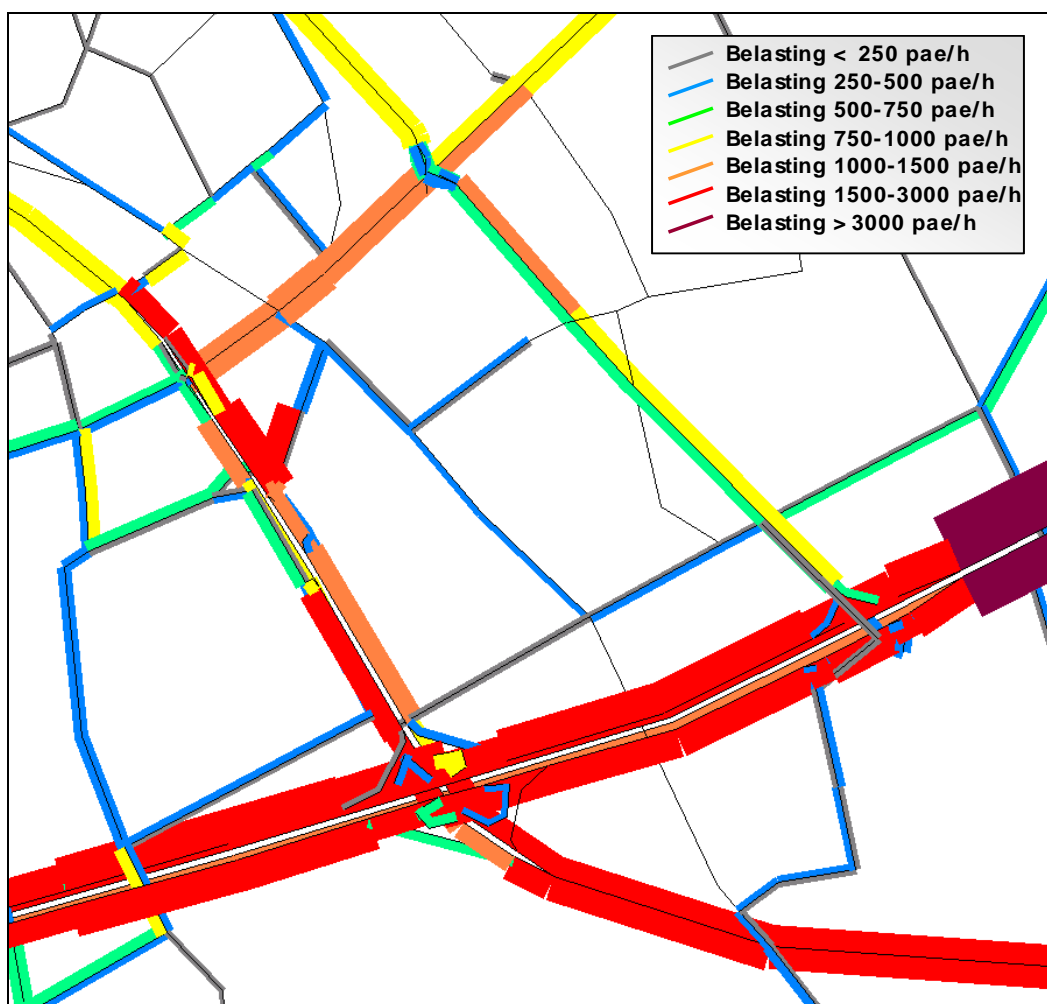 Belasting < 250 pae/h
Belasting 250-500 pae/h
Belasting 500-750 pae/h
Belasting 750-1000 pae/h
Belasting 1000-1500 pae/h
Belasting 1500-3000 pae/h
Belasting > 3000 pae/h